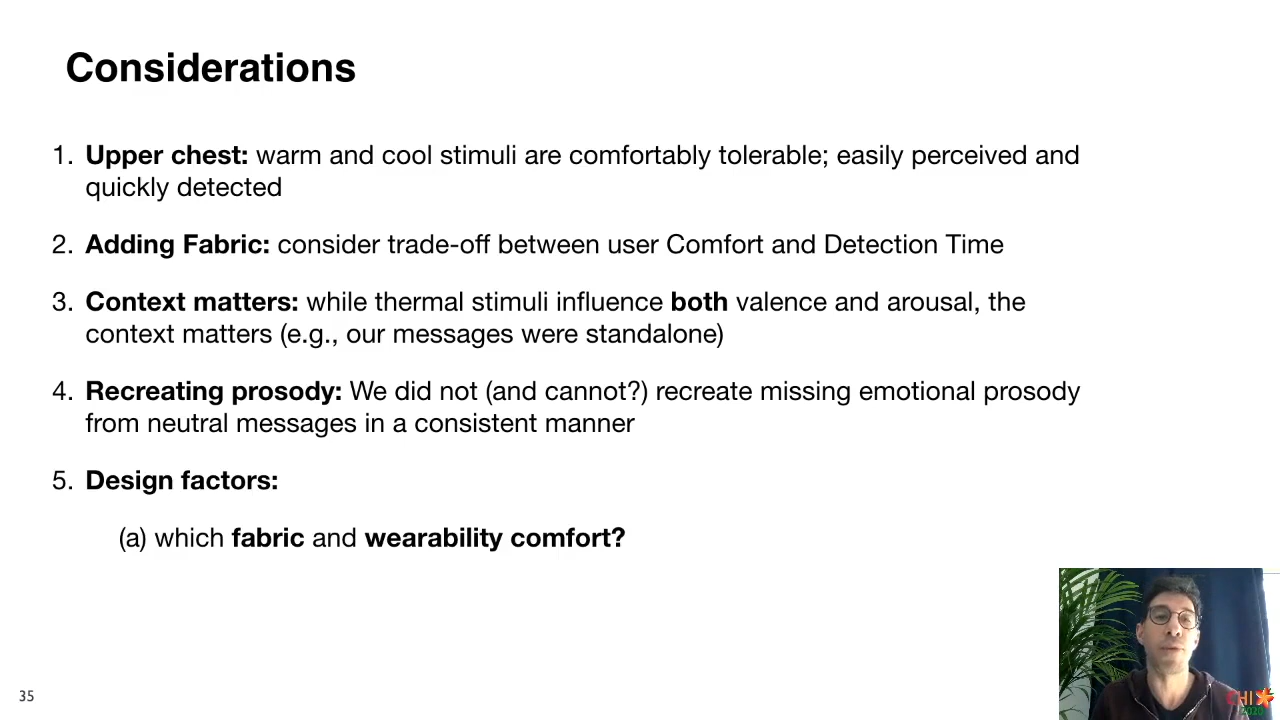 Considerations
1. Upper chest: warm and cool stimuli are comfortably tolerable; easily perceived and
quickly detected
2. Adding Fabric: consider trade-off between user Comfort and Detection Time
3. Context matters: while thermal stimuli influence both valence and arousal, the
context matters (e.g., our messages were standalone)
4. Recreating prosody: We did not (and cannot?) recreate missing emotional prosody
from neutral messages in a consistent manner
5. Design factors:
(a) which fabric and wearability comfort?
35
CHI
2020